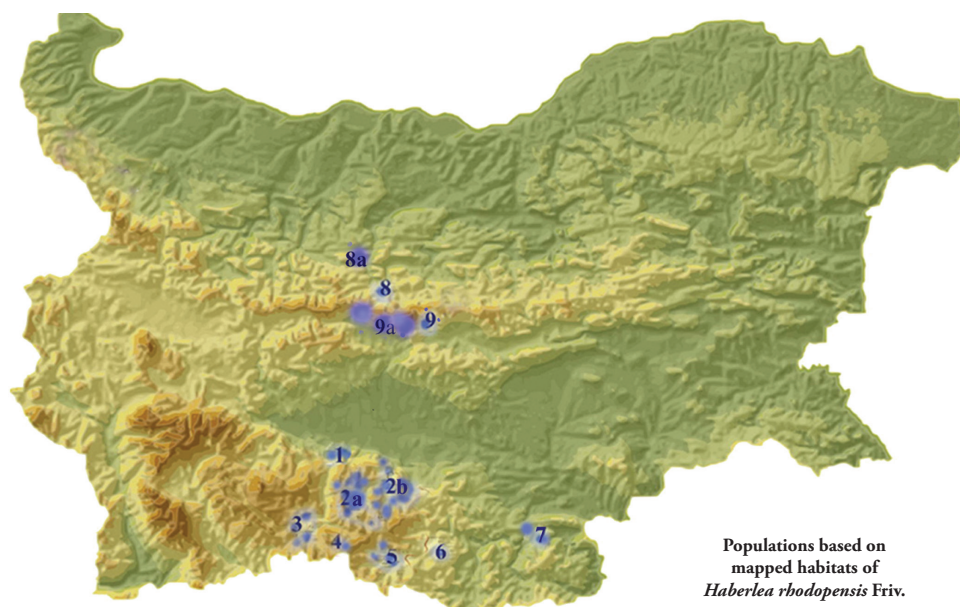 8a
8
9a
9
1
2a
2b
3
4
5
6
7
Populations based on
mapped habitats of
Haberlea rhodopensis Friv.